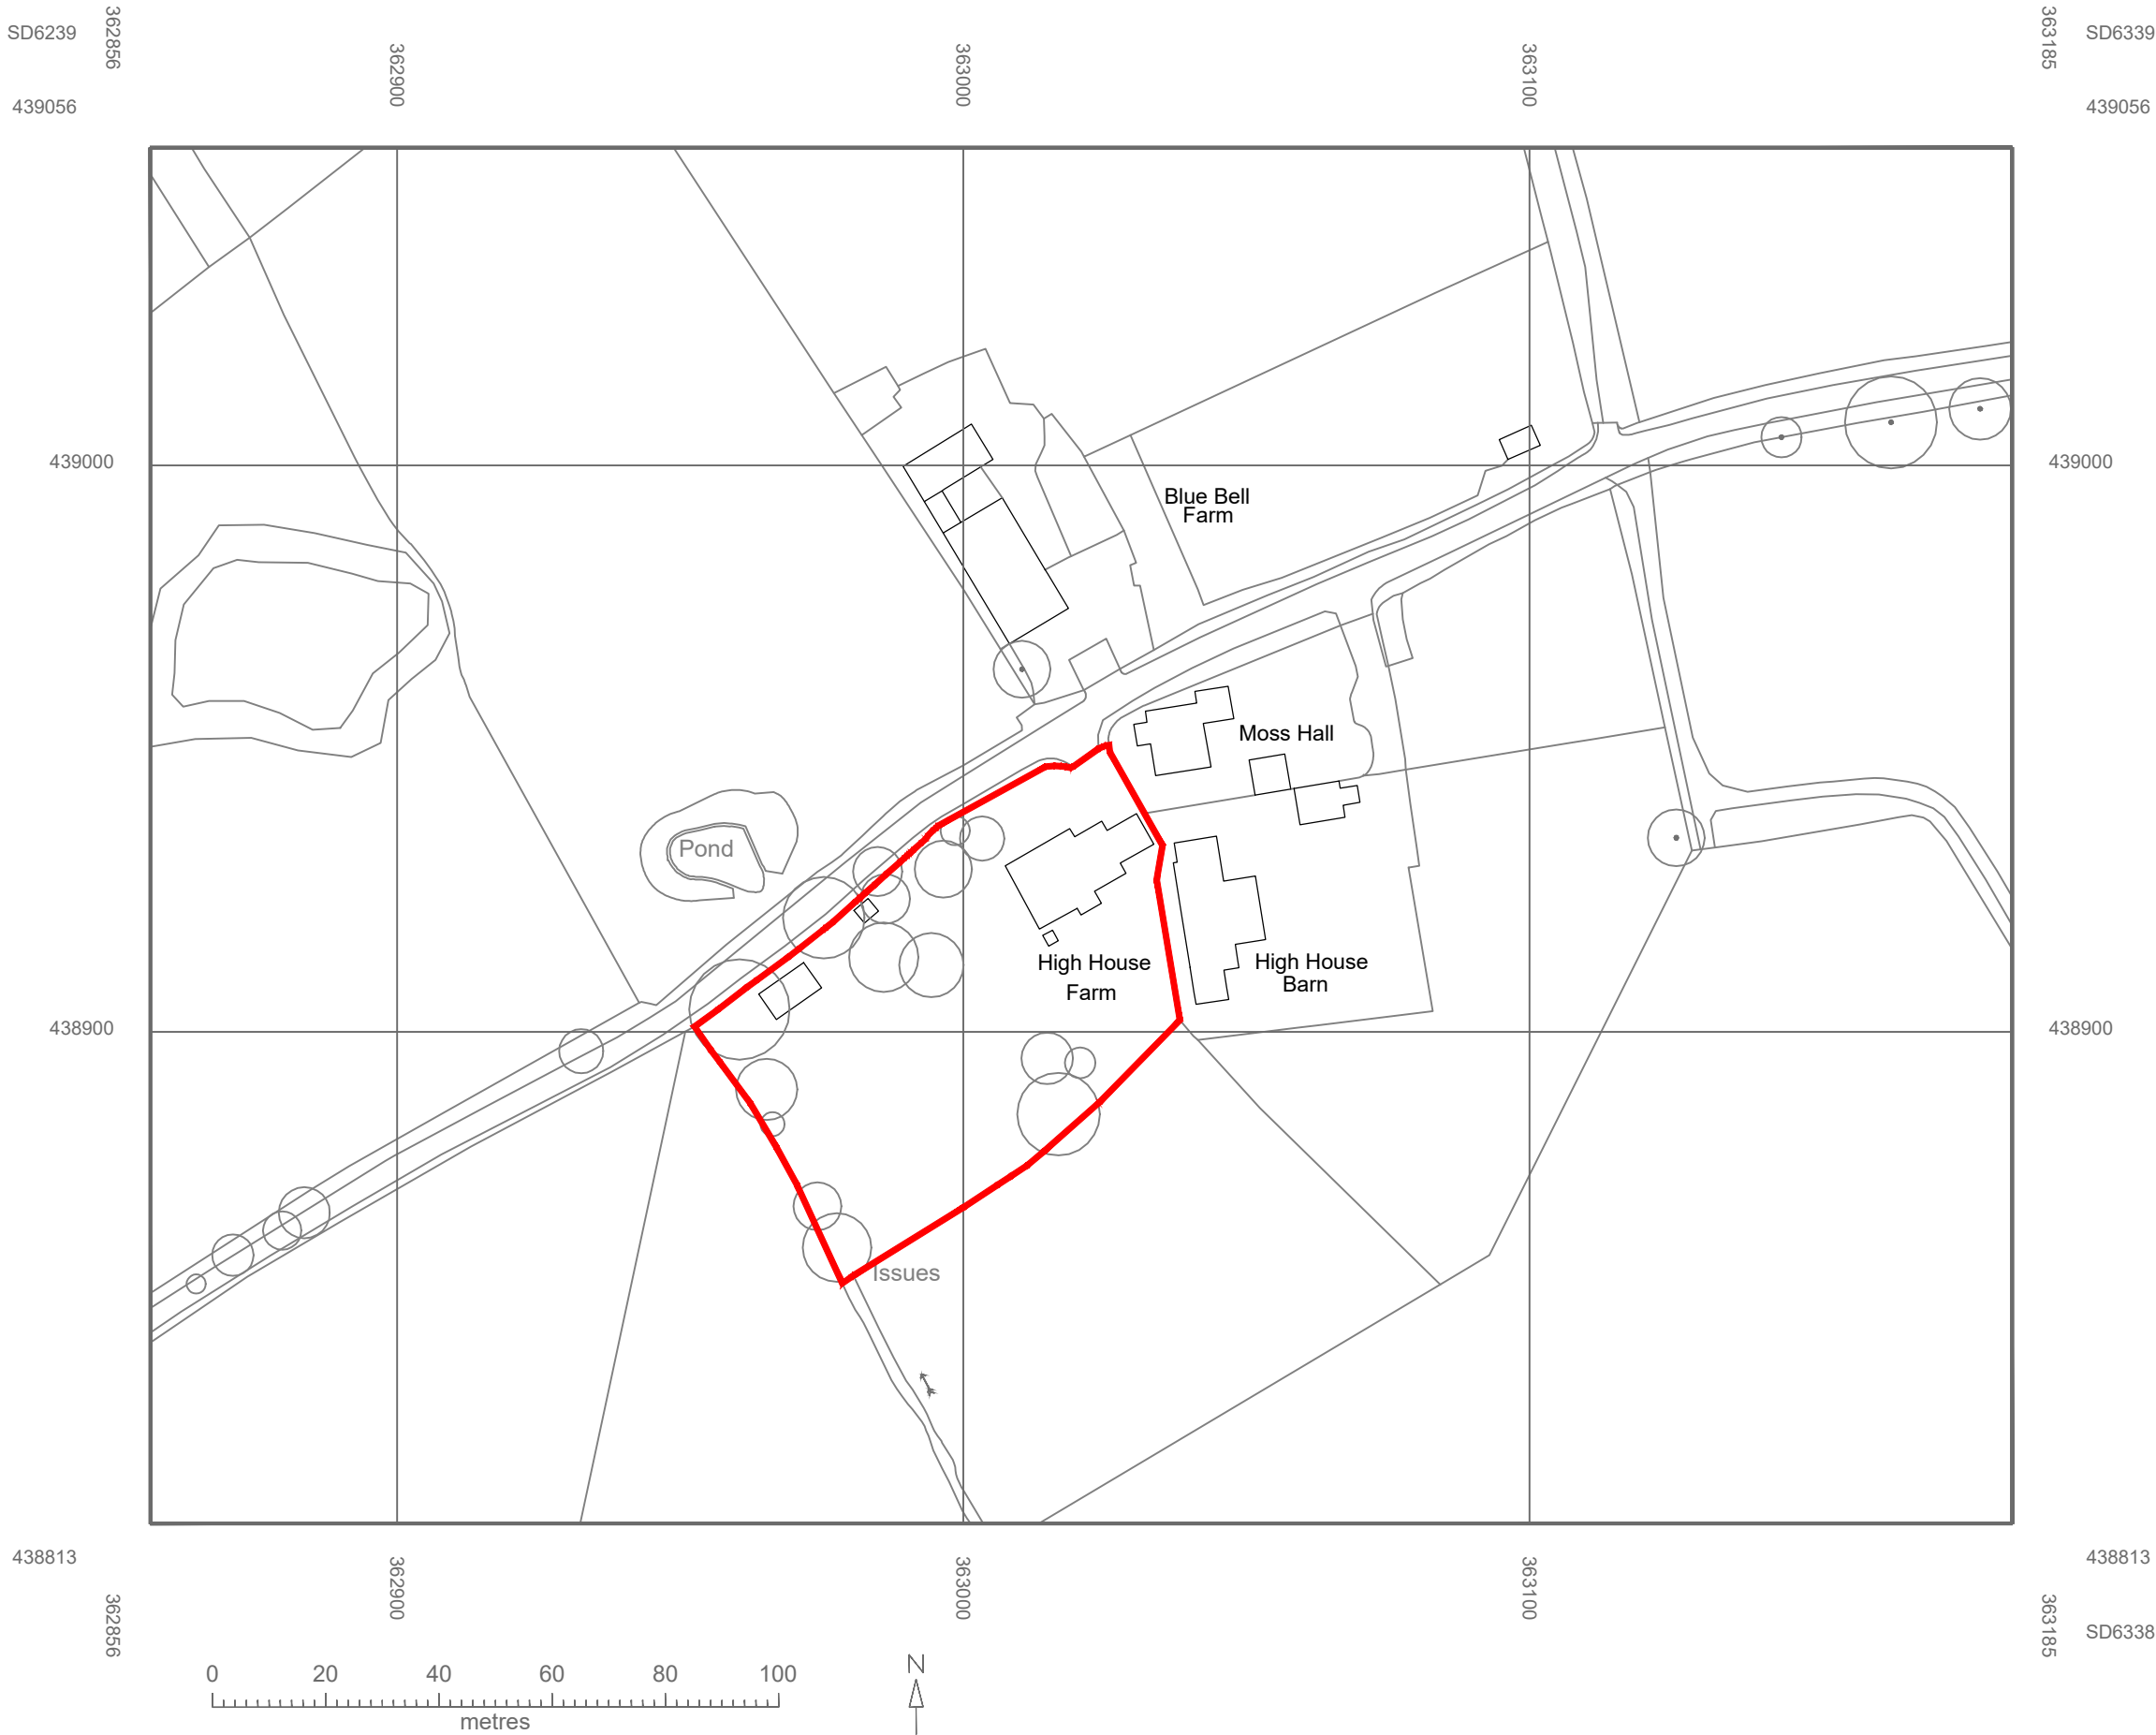 SD6239
362856
362900
363000
363100
363185
SD6339
439056
439056
439000
439000
Blue Bell
Farm
Moss Hall
Pond
High House
Farm
High House
Barn
438900
438900
Issues
438813
438813
362856
362900
363000
363100
363185
SD6338
0 20 40 60 80 100
metres
N